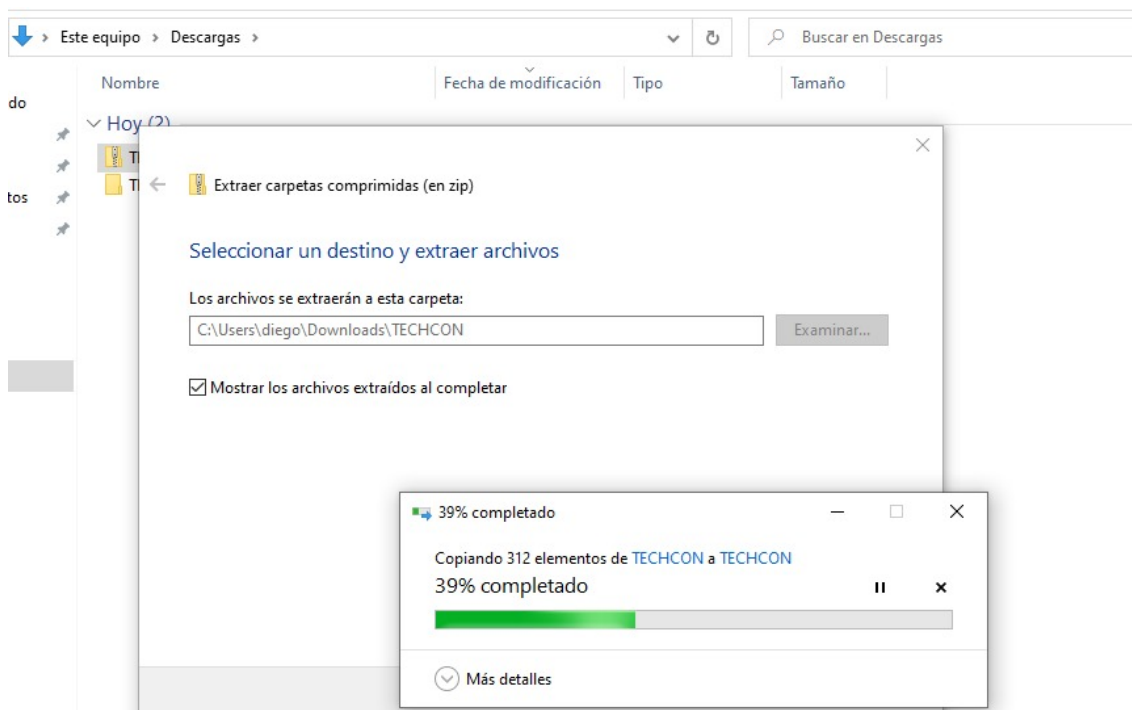 Este equipo > Descargas >
Buscar en Descargas
Nombre Fecha de modificación Tipo Tamaño
do
Hoy (2)
Extraer carpetas comprimidas (en zip)
tos
Seleccionar un destino y extraer archivos
Los archivos se extraerán a esta carpeta:
C:\Users\diego\Downloads\TECHCON Examinar...
Mostrar los archivos extraídos al completar
39% completado
Copiando 312 elementos de TECHCON a TECHCON
39% completado
Más detalles